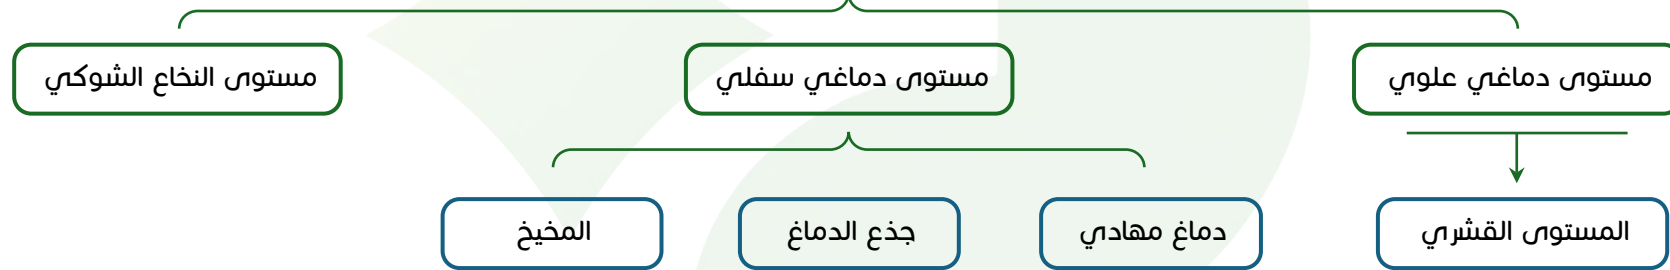 مستوى دماغي علوي
مستوى دماغي سفلي
مستوى النخاع الشوكي
المستوى القشري
دماغ مهادي
جذع الدماغ
المخيخ